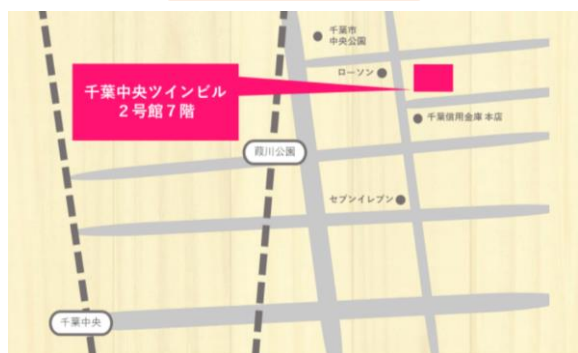 千葉市
中央公園
ローソン
千葉中央ツインビル
２号館７階
千葉信用金庫 本店
葭川公園
セブンイレブン
千葉中央